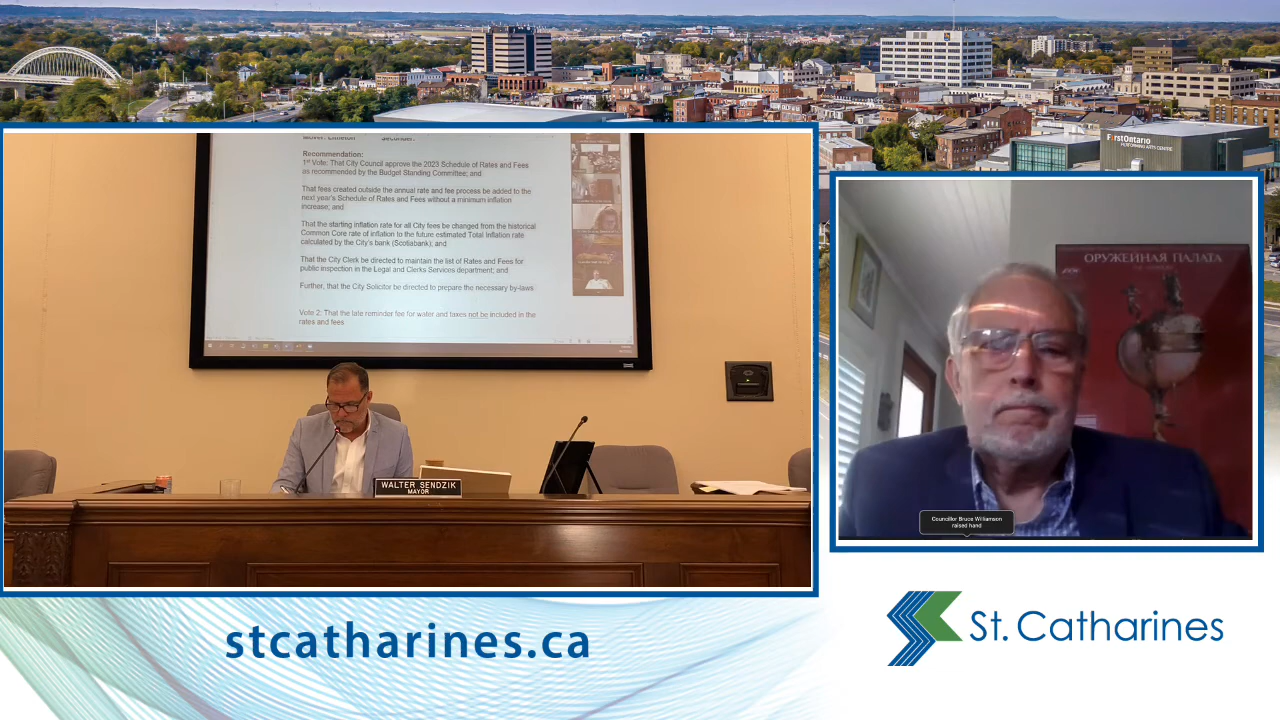 FirstOntario
PERFORMING ARTS CENTRE
Recommendation:
1st Vote: That City Council approve the 2023 Schedule of Rates and Fees
as recommended by the Budget Standing Committee; and
That fees created outside the annual rate and fee process be added to the
next year's Schedule of Rates and Fees without a minimum inflation
increase; and
That the starting inflation rate for all City fees be changed from the historical
Common Core rate of inflation to the future estimated Total Inflation rate
calculated by the City's bank (Scotiabank); and
That the City Clerk be directed to maintain the list of Rates and Fees for
public inspection in the Legal and Clerks Services department; and
Further, that the City Solicitor be directed to prepare the necessary by-laws
Vote 2: That the late reminder fee for water and taxes not be included in the
rates and fees
WALTER SENDZIK
MAYOR
ОРУЖЕЙНАЯ ПАЛАТА
Councillor Bruce Williamson
raised hand
stcatharines.ca
St. Catharines